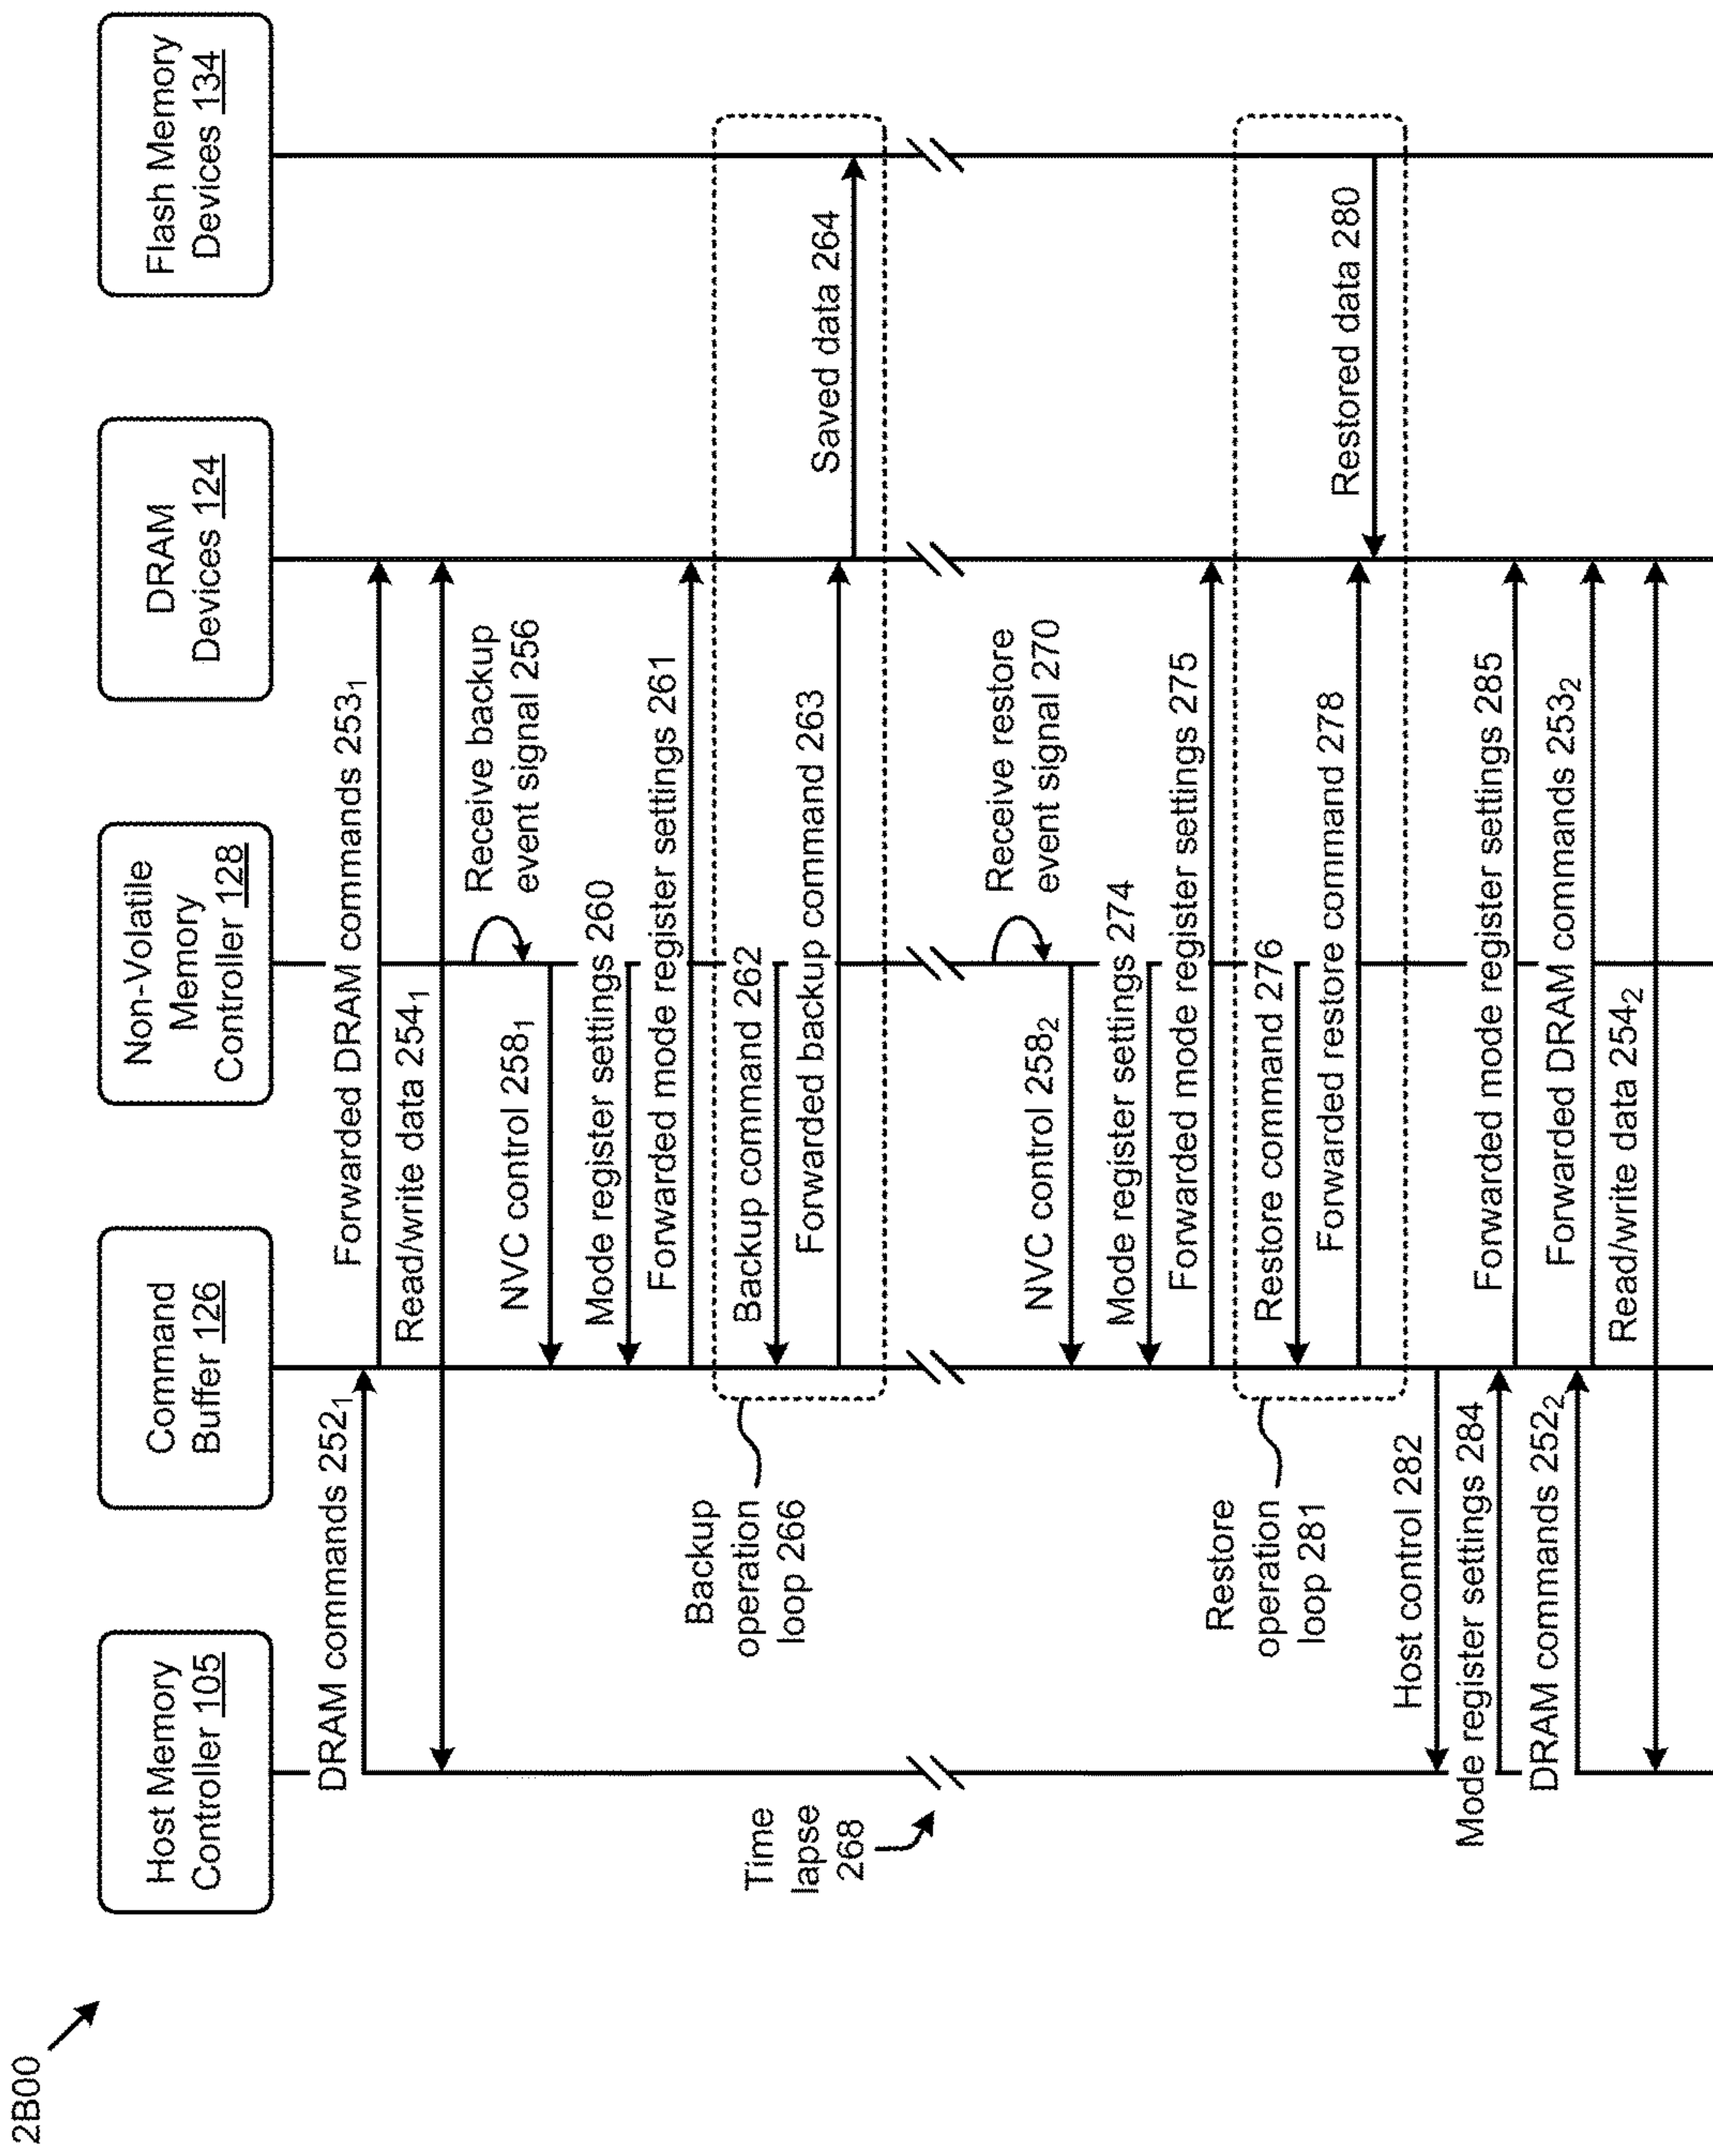 2B00
Host Memory
Controller 105
Command
Buffer 126
Non-Volatile
Memory
Controller 128
DRAM
Devices 124
Flash Memory
Devices 134
DRAM commands 252₁
Forwarded DRAM commands 253₁
Read/write data 254₁
Receive backup
event signal 256
NVC control 258₁
Mode register settings 260
Forwarded mode register settings 261
Backup
operation
loop 266
Backup command 262
Forwarded backup command 263
Saved data 264
Time
lapse
268
Receive restore
event signal 270
NVC control 258₂
Mode register settings 274
Forwarded mode register settings 275
Restore
operation
loop 281
Restore command 276
Forwarded restore command 278
Restored data 280
Host control 282
Mode register settings 284
Forwarded mode register settings 285
DRAM commands 252₂
Forwarded DRAM commands 253₂
Read/write data 254₂